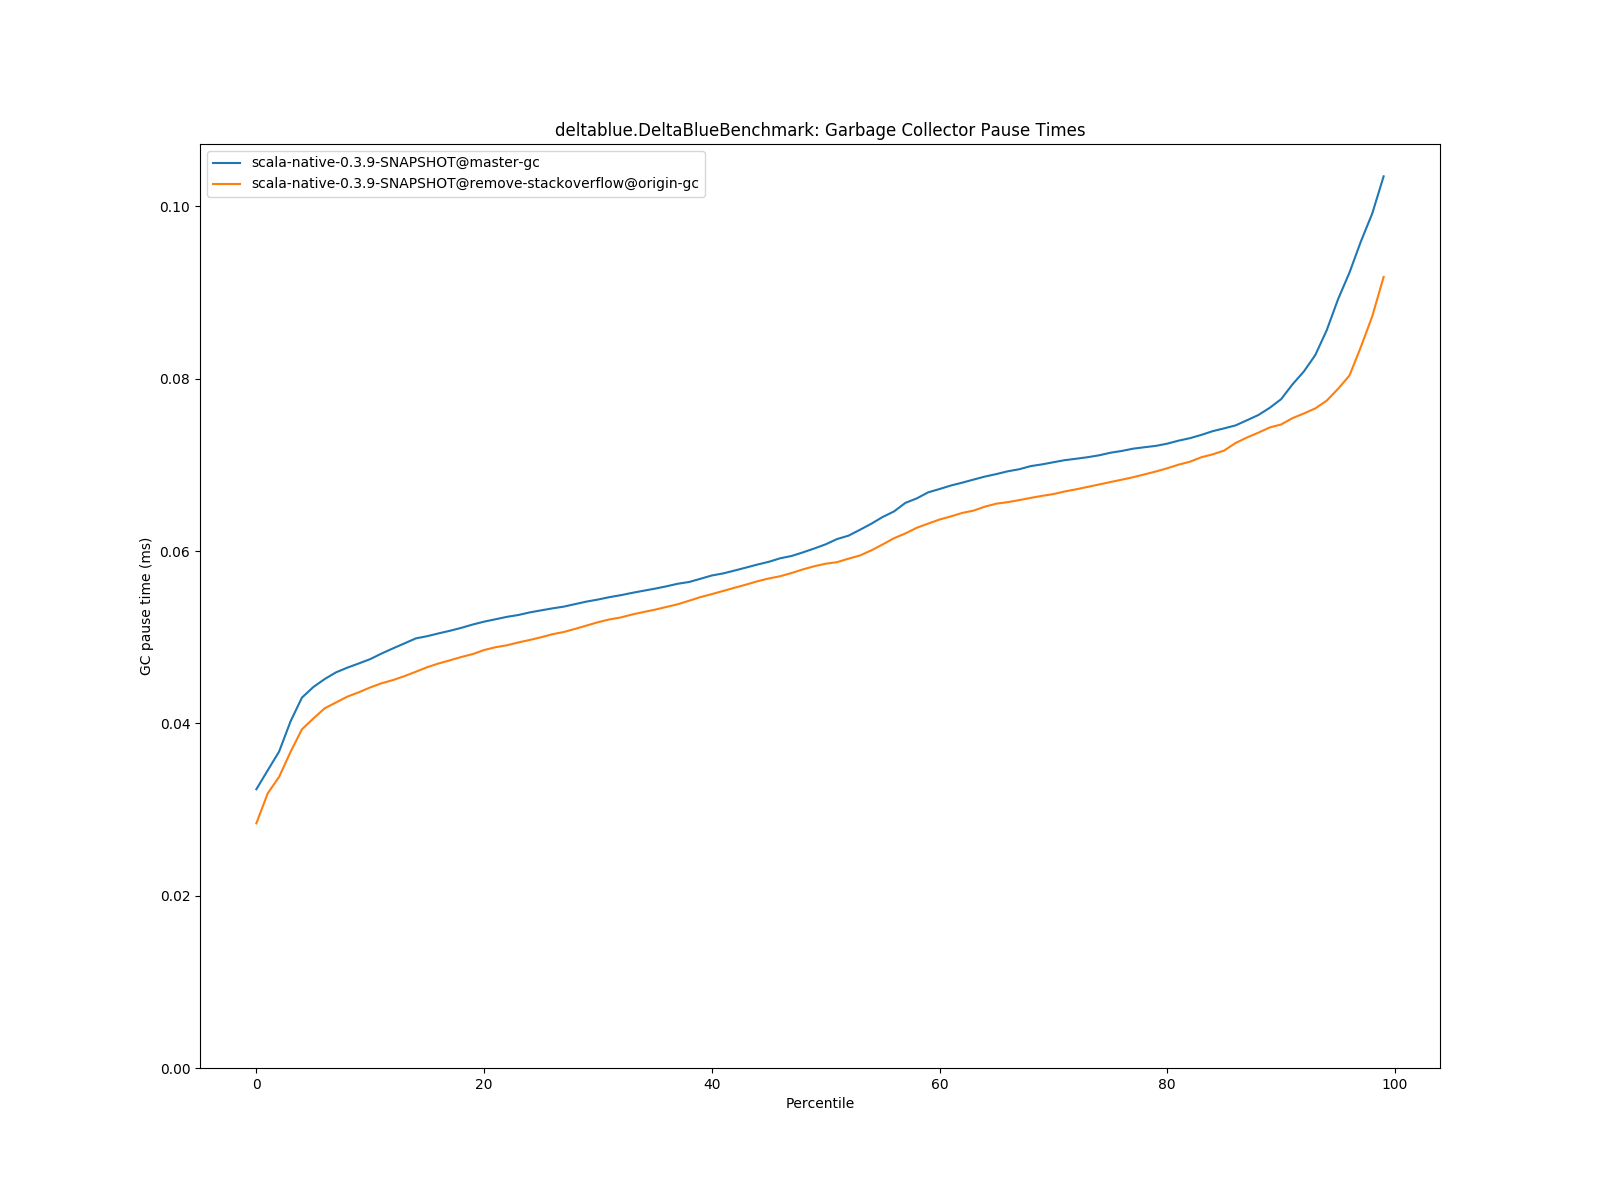 deltablue.DeltaBlueBenchmark: Garbage Collector Pause Times
scala-native-0.3.9-SNAPSHOT@master-gc
scala-native-0.3.9-SNAPSHOT@remove-stackoverflow@origin-gc
0.10
0.08
0.06
0.04
0.02
0.00
GC pause time (ms)
0 20 40 60 80 100
Percentile